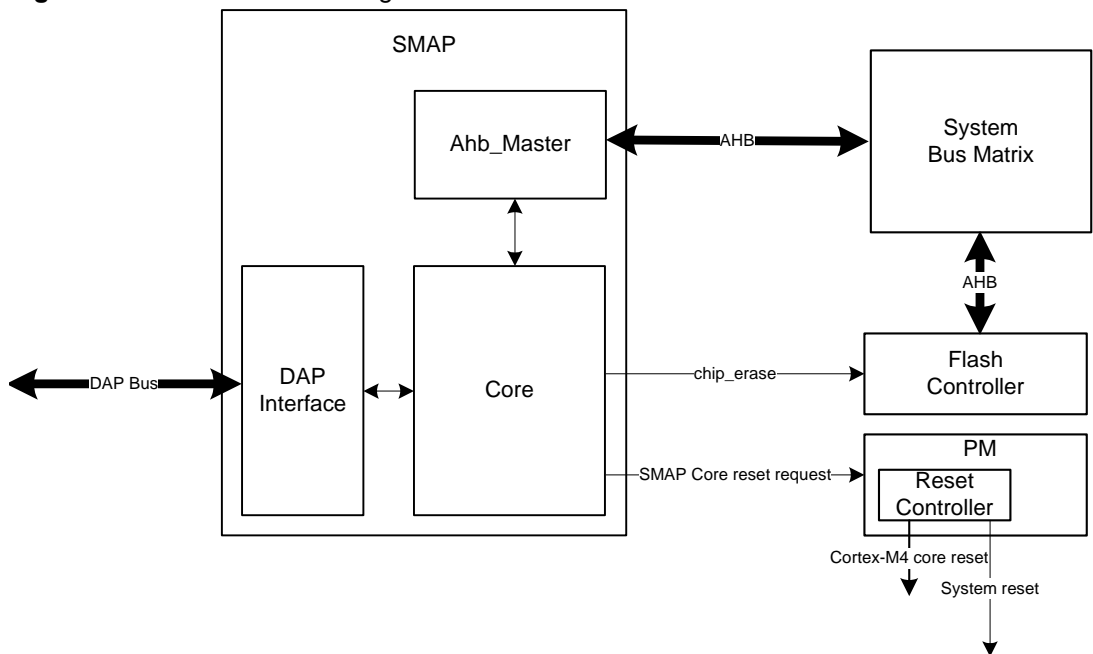 SMAP
Ahb_Master
AHB
System
Bus Matrix
AHB
DAP Bus
DAP
Interface
Core
chip_erase
Flash
Controller
SMAP Core reset request
PM
Reset
Controller
Cortex-M4 core reset
System reset